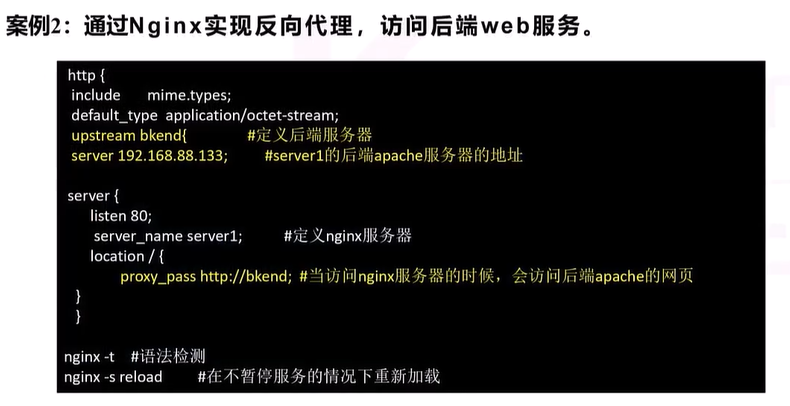 案例2：通过Nginx实现反向代理，访问后端web服务。
http {
include mime.types;
default_type application/octet-stream;
upstream bkend{ #定义后端服务器
server 192.168.88.133; #server1的后端apache服务器的地址
server {
listen 80;
server_name server1; #定义nginx服务器
location / {
proxy_pass http://bkend; #当访问nginx服务器的时候，会访问后端apache的网页
}
}
nginx -t #语法检测
nginx -s reload #在不暂停服务的情况下重新加载